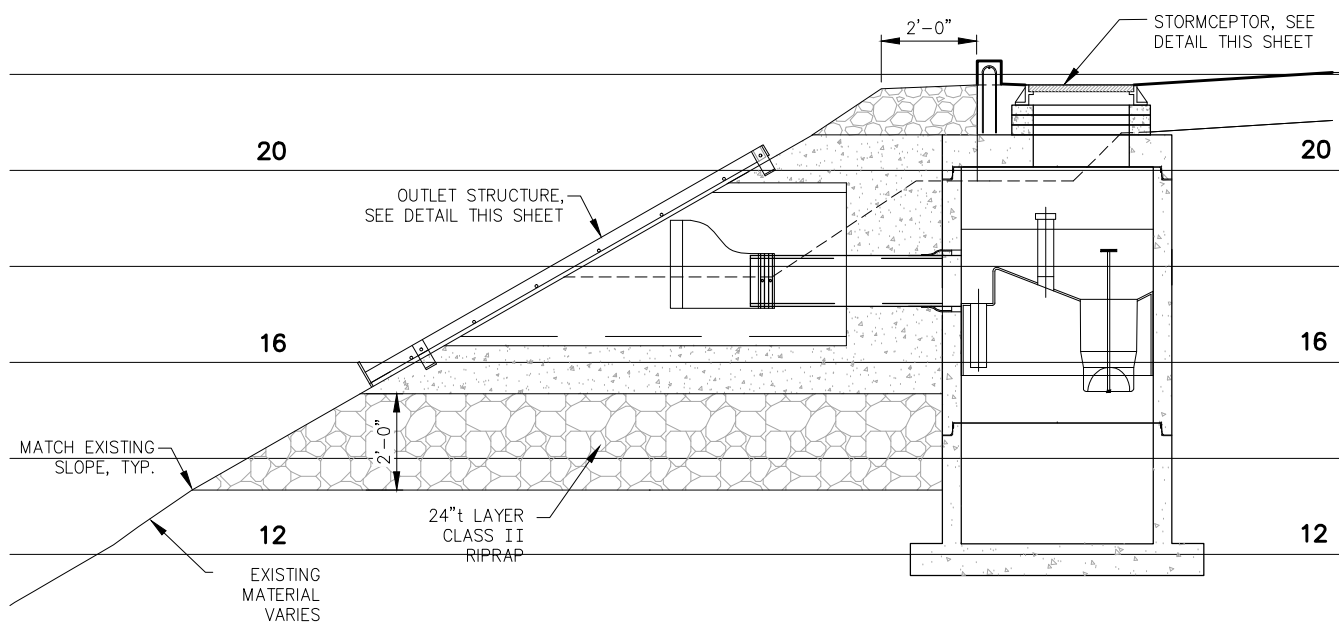 2'-0"
STORMCEPTOR, SEE
DETAIL THIS SHEET
20
20
OUTLET STRUCTURE,
SEE DETAIL THIS SHEET
16
16
MATCH EXISTING
SLOPE, TYP.
2'-0"
24"t LAYER
CLASS II
RIPRAP
12
12
EXISTING
MATERIAL
VARIES